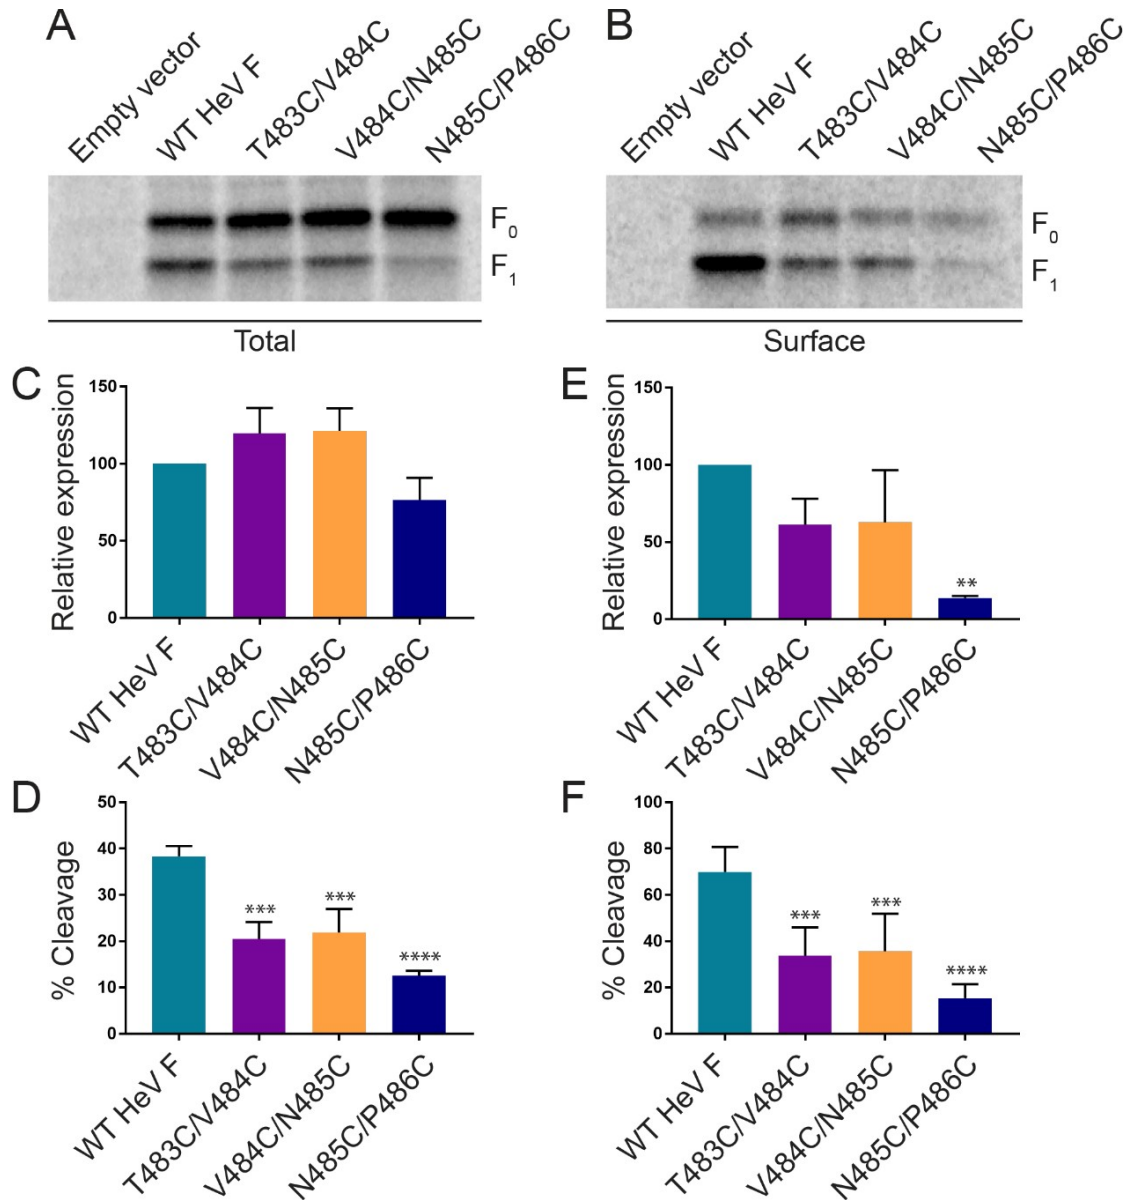 A
Empty vector
WT HeV F
T483C/V484C
V484C/N485C
N485C/P486C
F0
F1
Total
B
Empty vector
WT HeV F
T483C/V484C
V484C/N485C
N485C/P486C
F0
F1
Surface
C
Relative expression
150
100
50
0
WT HeV F
T483C/V484C
V484C/N485C
N485C/P486C
E
Relative expression
150
100
50
0
**
WT HeV F
T483C/V484C
V484C/N485C
N485C/P486C
D
% Cleavage
50
40
30
20
10
0
***
***
****
WT HeV F
T483C/V484C
V484C/N485C
N485C/P486C
F
% Cleavage
100
80
60
40
20
0
***
***
****
WT HeV F
T483C/V484C
V484C/N485C
N485C/P486C